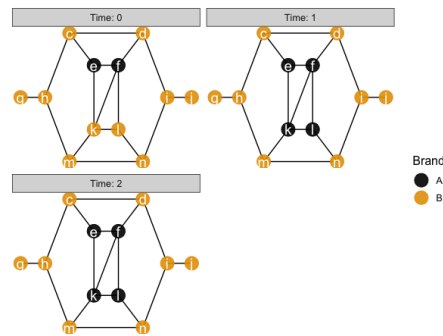 Time: 0
Time: 1
c d
c d
e f
e f
g h i j
g h i j
k l
k l
m n
m n
Time: 2
Brand
A
B
c d
e f
g h i j
k l
m n